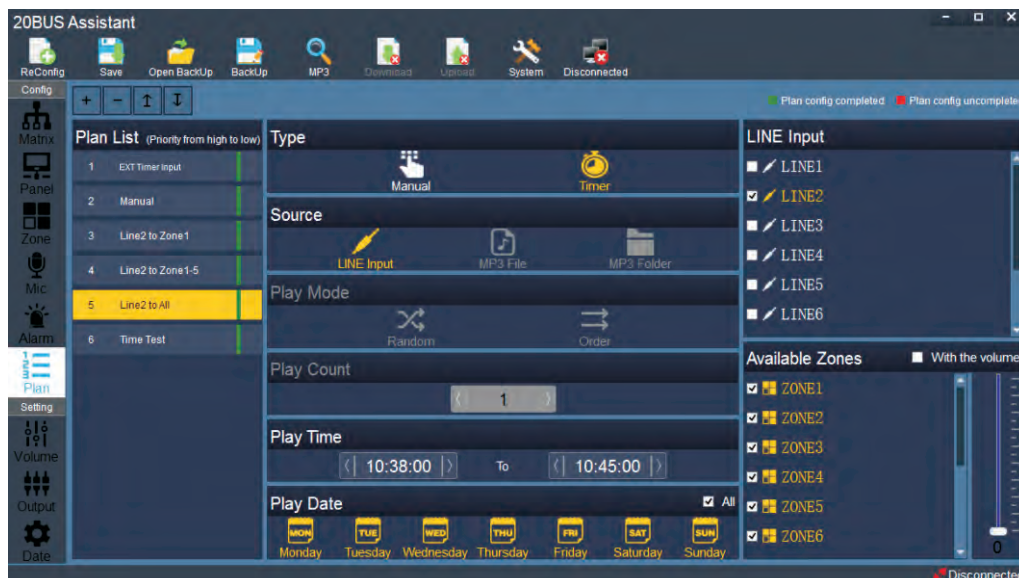 20BUS Assistant
ReConfig Save Open BackUp BackUp MP3 Download Upload System Disconnected
Config
Plan config completed Plan config uncomplete
Matrix
Panel
Zone
Mic
Alarm
Plan
Setting
Volume
Output
Date
Plan List (Priority from high to low)
1 EXT Timer Input
2 Manual
3 Line2 to Zone1
4 Line2 to Zone1-5
5 Line2 to All
6 Time Test
Type
Manual Timer
Source
LINE Input MP3 File MP3 Folder
Play Mode
Random Order
Play Count
1
Play Time
10:38:00 To 10:45:00
Play Date All
MON TUE WED THU FRI SAT SUN
Monday Tuesday Wednesday Thursday Friday Saturday Sunday
LINE Input
LINE1
LINE2
LINE3
LINE4
LINE5
LINE6
Available Zones With the volume
ZONE1
ZONE2
ZONE3
ZONE4
ZONE5
ZONE6
0
Disconnected